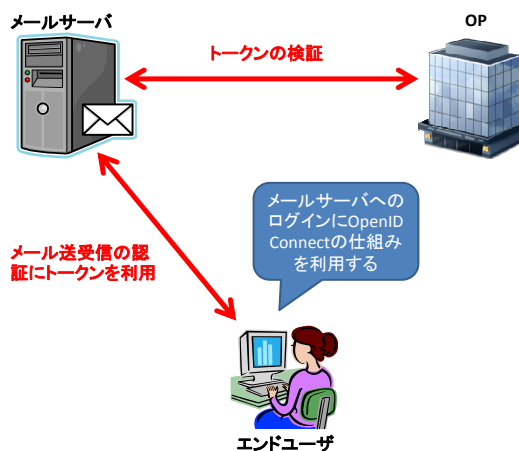 メールサーバ
OP
トークンの検証
メールサーバへの
ログインにOpenID
Connectの仕組み
を利用する
メール送受信の認
証にトークンを利用
エンドユーザ